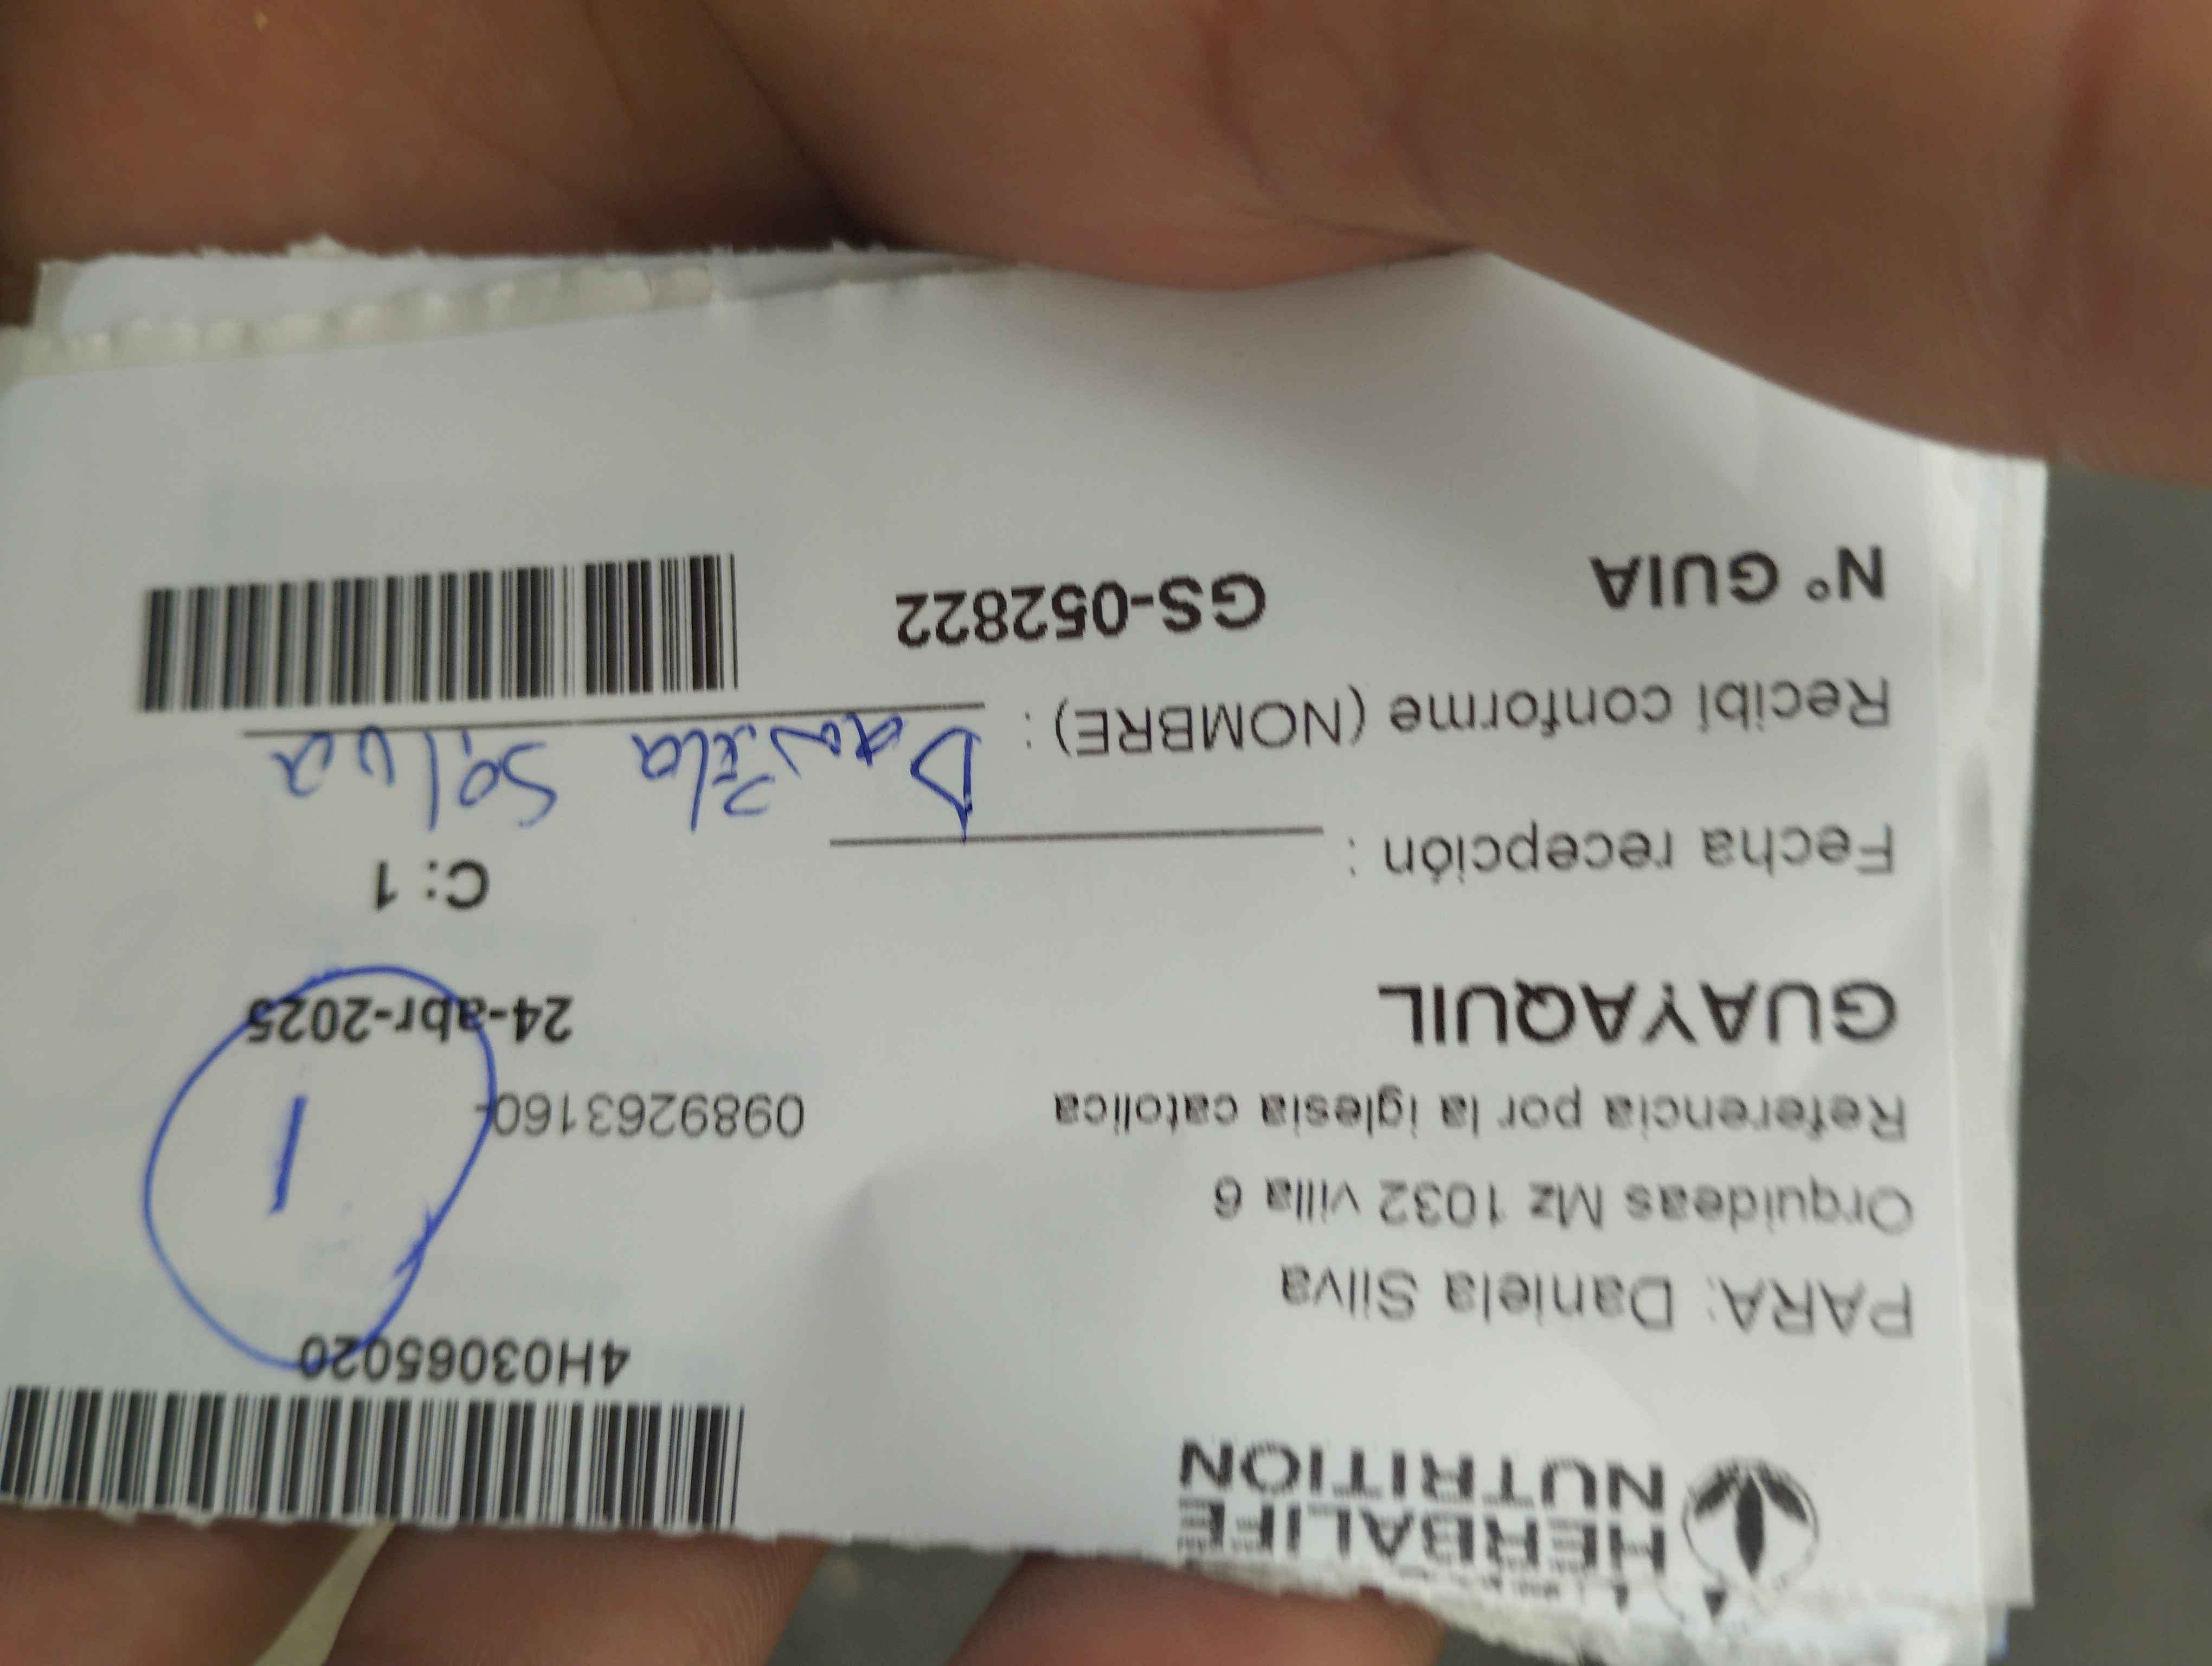 HERBALIFE
NUTRITION
4H03065020
PARA: Daniela Silva
Orquideas Mz 1032 villa 6
Referencia por la iglesia catolica 0989263160-
1
GUAYAQUIL 24-abr-2025
C: 1
Fecha recepción :
Recibí conforme (NOMBRE) : Daniela Silva
N° GUIA GS-052822